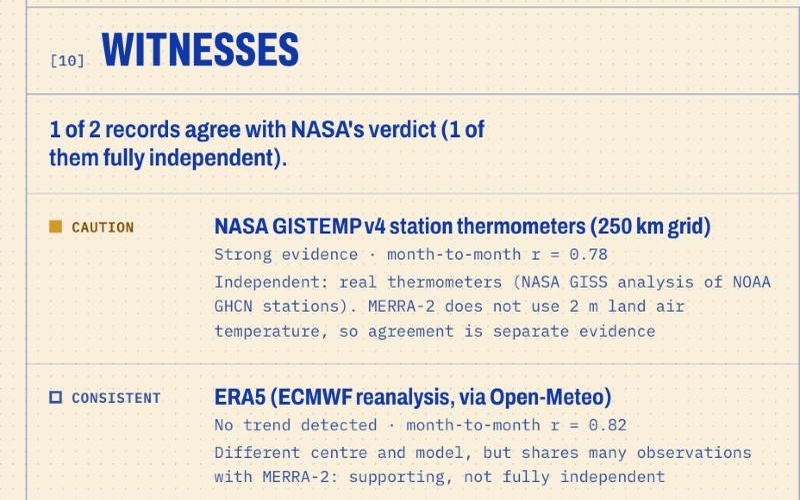 [10] WITNESSES
1 of 2 records agree with NASA's verdict (1 of
them fully independent).
CAUTION
NASA GISTEMP v4 station thermometers (250 km grid)
Strong evidence · month-to-month r = 0.78
Independent: real thermometers (NASA GISS analysis of NOAA
GHCN stations). MERRA-2 does not use 2 m land air
temperature, so agreement is separate evidence
CONSISTENT
ERA5 (ECMWF reanalysis, via Open-Meteo)
No trend detected · month-to-month r = 0.82
Different centre and model, but shares many observations
with MERRA-2: supporting, not fully independent